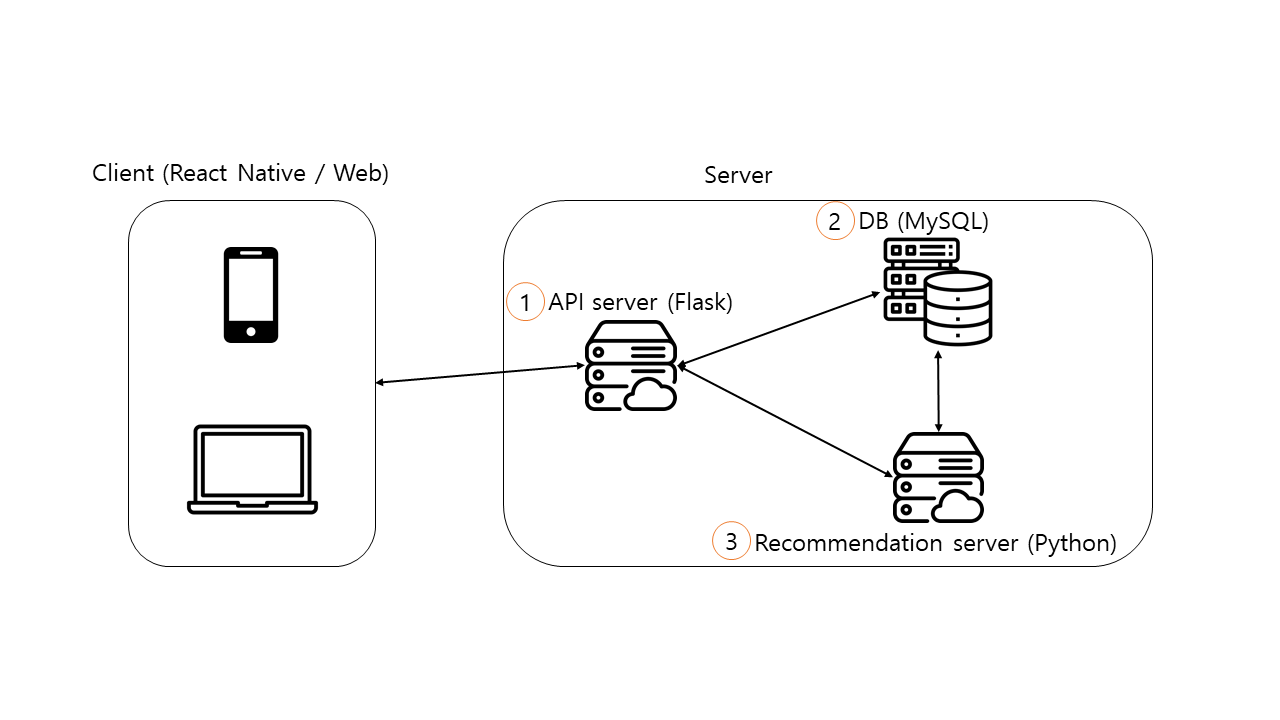 Client (React Native / Web)
Server
2 DB (MySQL)
1 API server (Flask)
3 Recommendation server (Python)